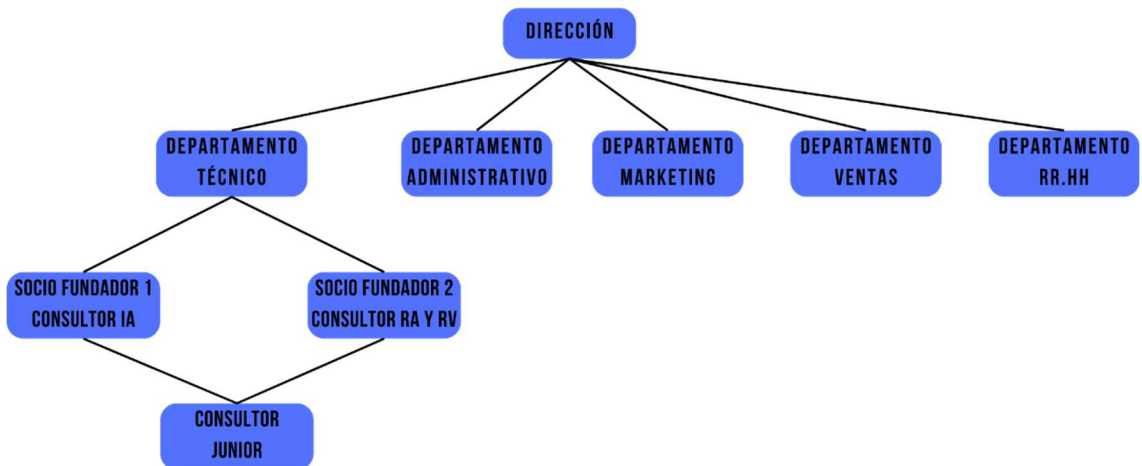 DIRECCIÓN
DEPARTAMENTO
TÉCNICO
DEPARTAMENTO
ADMINISTRATIVO
DEPARTAMENTO
MARKETING
DEPARTAMENTO
VENTAS
DEPARTAMENTO
RR.HH
SOCIO FUNDADOR 1
CONSULTOR IA
SOCIO FUNDADOR 2
CONSULTOR RA Y RV
CONSULTOR
JUNIOR